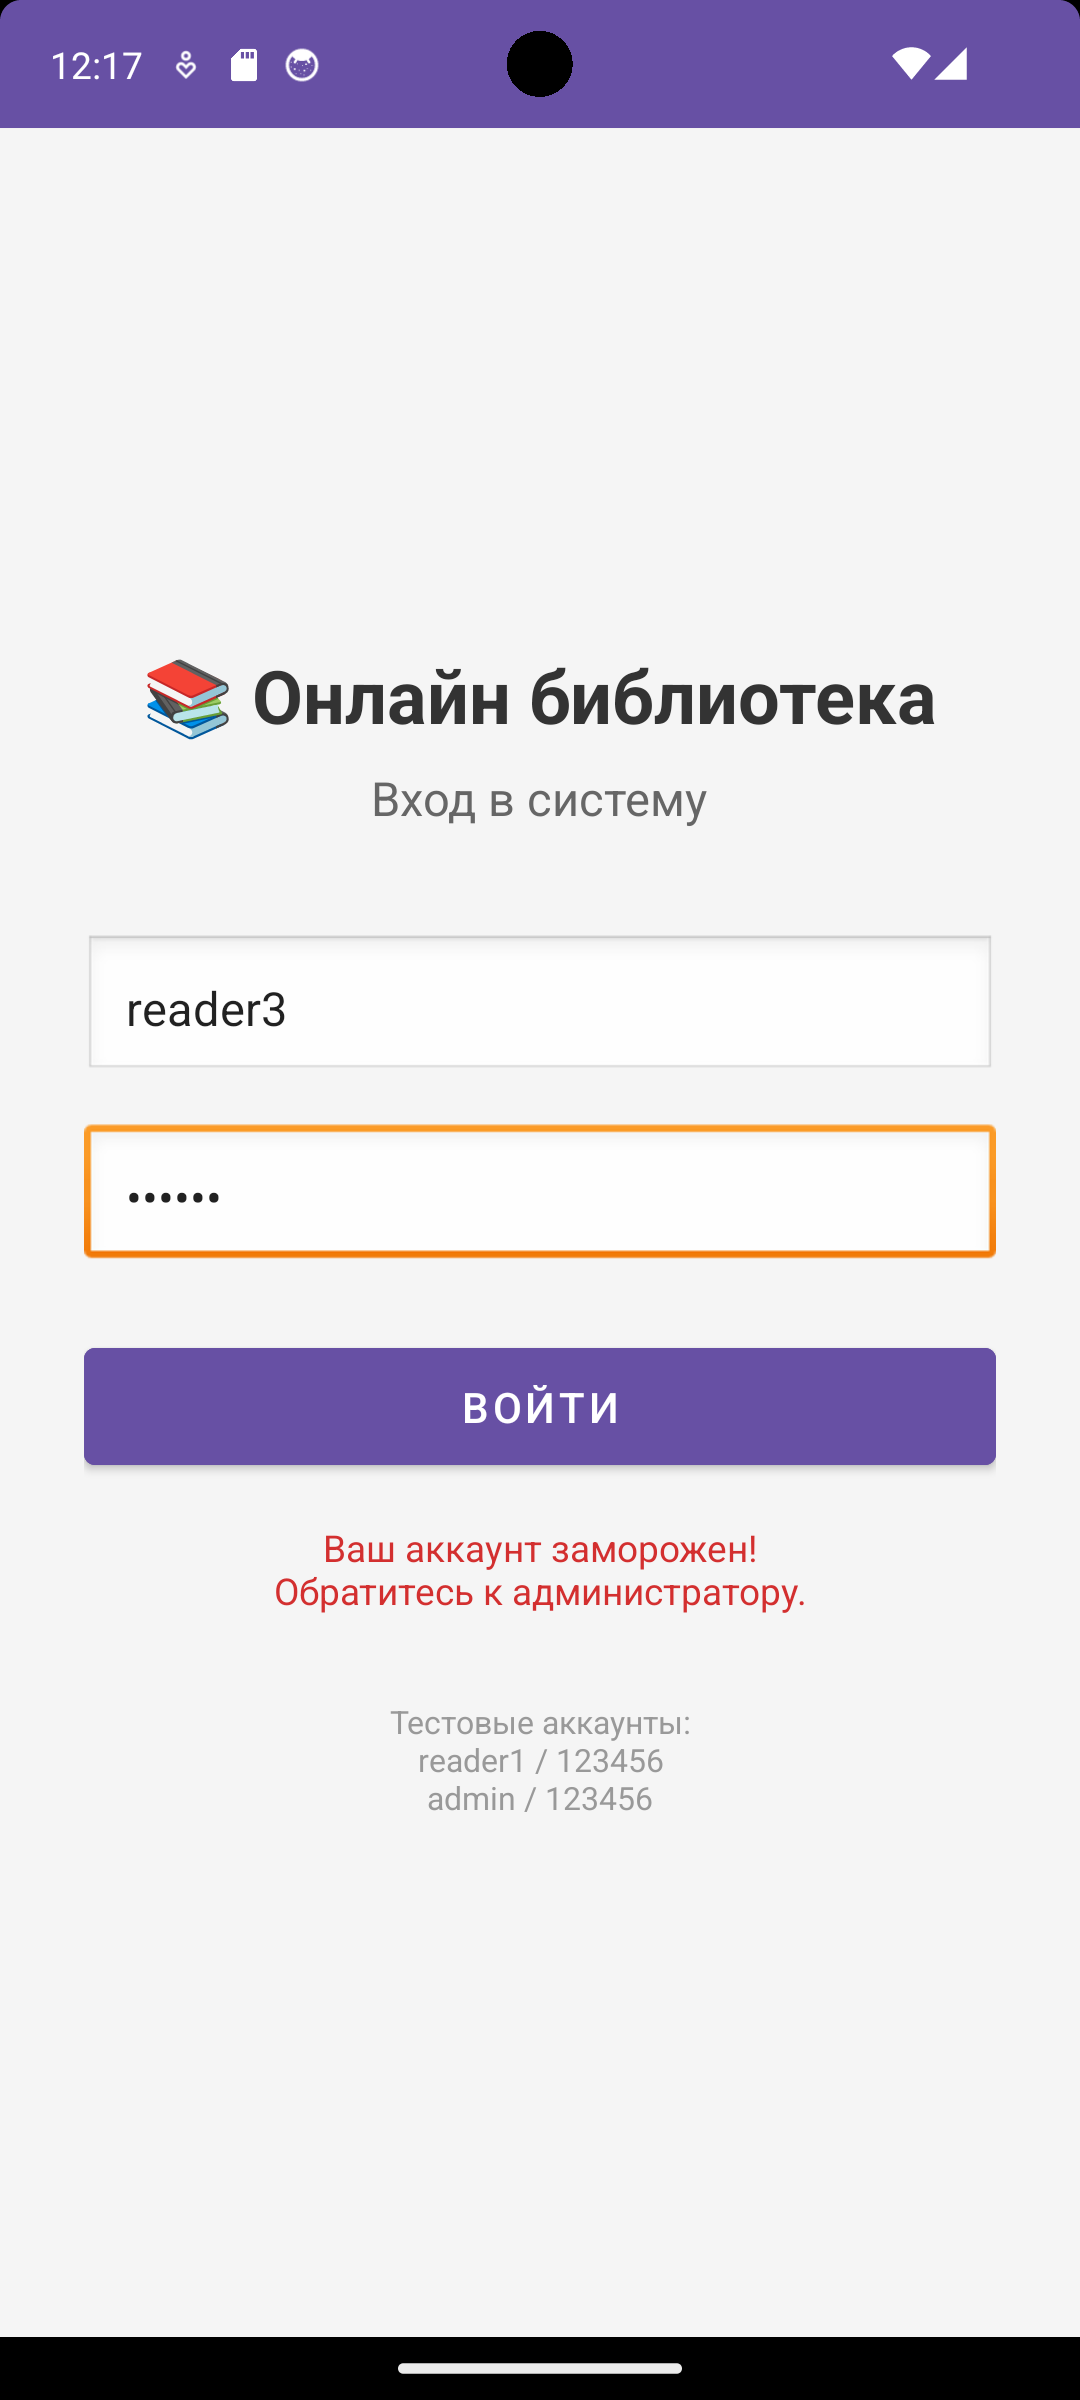 12:17
📚 Онлайн библиотека
Вход в систему
reader3
••••••
ВОЙТИ
Ваш аккаунт заморожен!
Обратитесь к администратору.
Тестовые аккаунты:
reader1 / 123456
admin / 123456